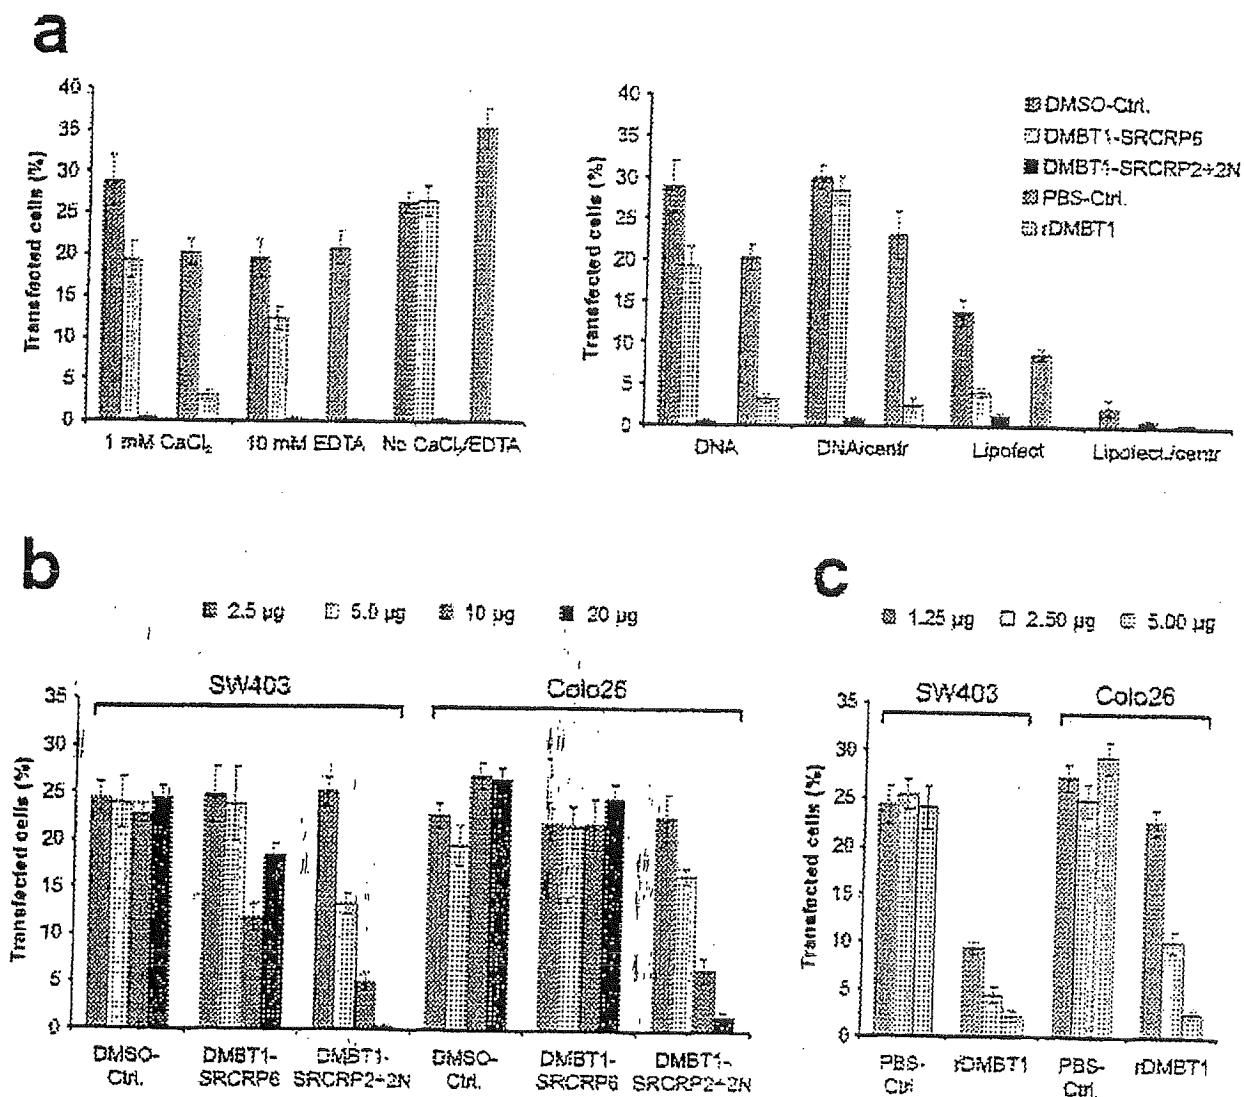 a
40
35
30
25
20
15
10
5
0
Transfected cells (%)
1 mM CaCl₂ 10 mM EDTA No CaCl₂/EDTA
40
35
30
25
20
15
10
5
0
Transfected cells (%)
DNA DNA/centr Lipofect Lipofect./centr
DMSO-Ctrl.
DMBT1-SRCRP6
DMBT1-SRCRP2÷2N
PBS-Ctrl.
rDMBT1
b
2.5 µg 5.0 µg 10 µg 20 µg
SW403 Colo26
35
30
25
20
15
10
5
0
Transfected cells (%)
DMSO- DMBT1- DMBT1- DMSO- DMBT1- DMBT1-
Ctrl. SRCRP6 SRCRP2÷2N Ctrl. SRCRP6 SRCRP2÷2N
c
1.25 µg 2.50 µg 5.00 µg
SW403 Colo26
35
30
25
20
15
10
5
0
Transfected cells (%)
PBS- rDMBT1 PBS- rDMBT1
Ctrl Ctrl.